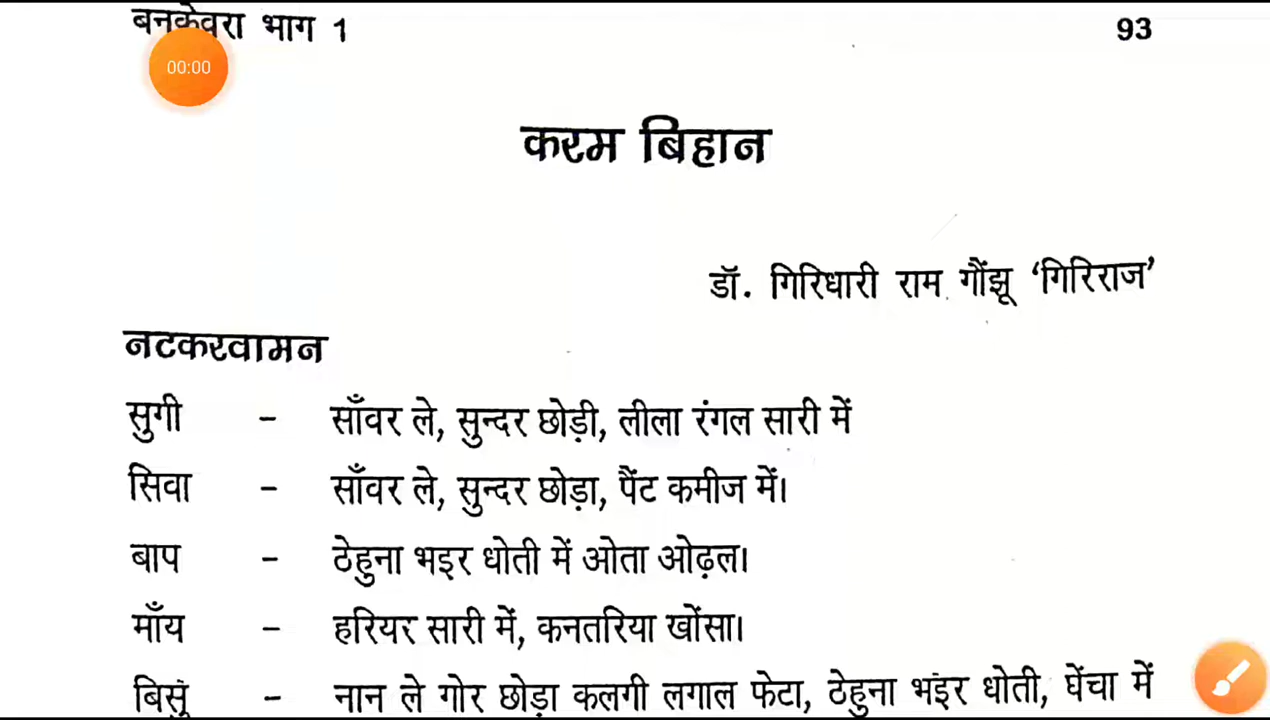 बनकेवरा भाग 1 93
00:00
करम बिहान
डॉ. गिरिधारी राम गौंझू ‘गिरिराज’
नटकरवामन
सुगी - साँवर ले, सुन्दर छोड़ी, लीला रंगल सारी में
सिवा - साँवर ले, सुन्दर छोड़ा, पैंट कमीज में।
बाप - ठेहुना भइर धोती में ओता ओढ़ल।
माँय - हरियर सारी में, कनतरिया खोंसा।
बिसुं - नान ले गोर छोड़ा कलगी लगाल फेटा, ठेहुना भइंर धोती, घेंचा में